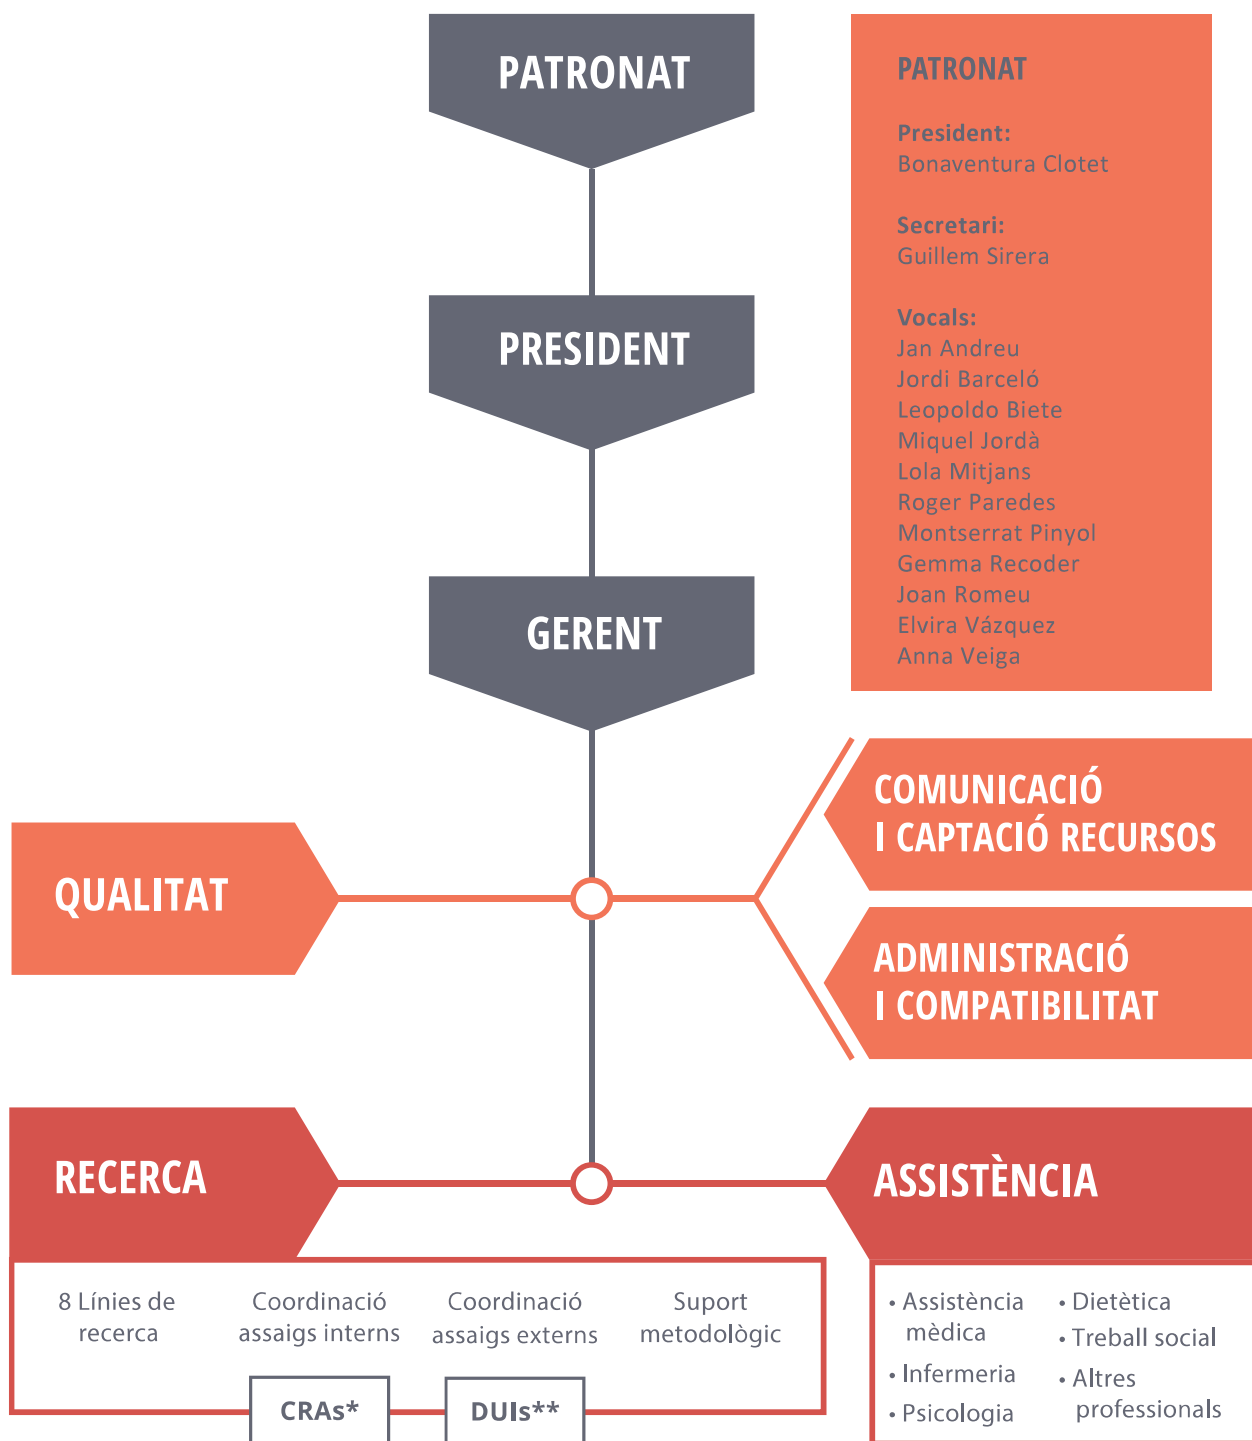 PATRONAT
PRESIDENT
GERENT
PATRONAT
President:
Bonaventura Clotet
Secretari:
Guillem Sirera
Vocals:
Jan Andreu
Jordi Barceló
Leopoldo Biete
Miquel Jordà
Lola Mitjans
Roger Paredes
Montserrat Pinyol
Gemma Recoder
Joan Romeu
Elvira Vázquez
Anna Veiga
QUALITAT
COMUNICACIÓ
I CAPTACIÓ RECURSOS
ADMINISTRACIÓ
I COMPATIBILITAT
RECERCA
8 Línies de
recerca
Coordinació
assaigs interns
CRAs*
Coordinació
assaigs externs
DUIs**
Suport
metodològic
ASSISTÈNCIA
• Assistència
mèdica
• Infermeria
• Psicologia
• Dietètica
• Treball social
• Altres
professionals